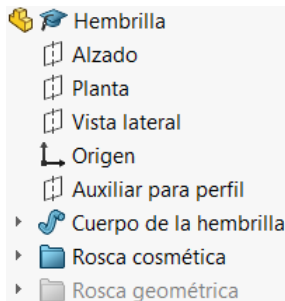 Hembrilla
Alzado
Planta
Vista lateral
Origen
Auxiliar para perfil
Cuerpo de la hembrilla
Rosca cosmética
Rosca geométrica